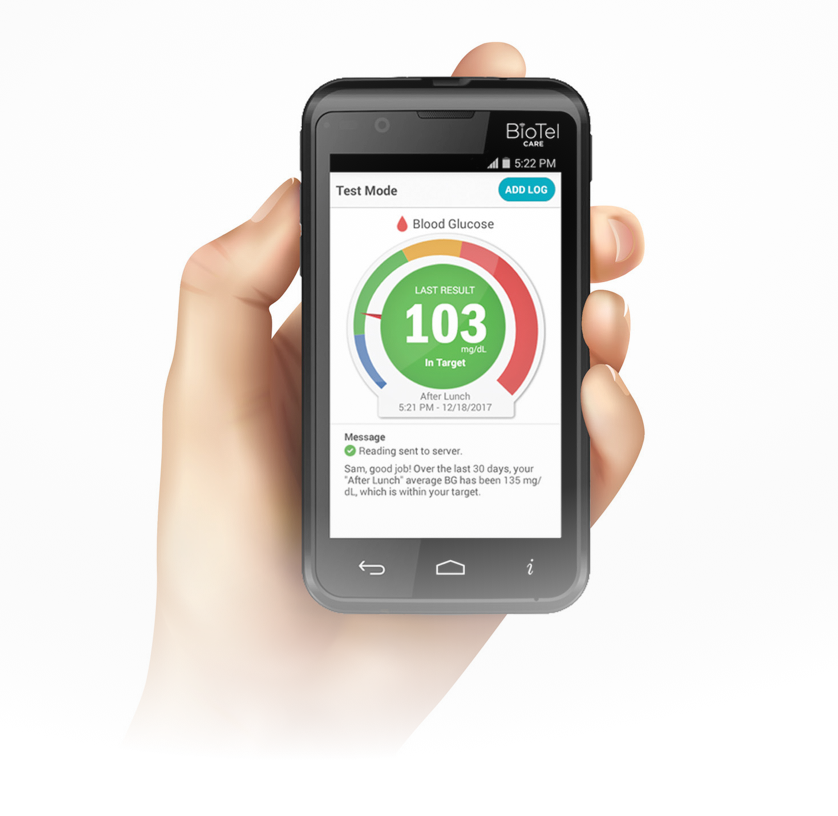 BioTel
CARE
5:22 PM
Test Mode
ADD LOG
Blood Glucose
LAST RESULT
103
mg/dL
In Target
After Lunch
5:21 PM - 12/18/2017
Message
Reading sent to server.
Sam, good job! Over the last 30 days, your
"After Lunch" average BG has been 135 mg/
dL, which is within your target.
i